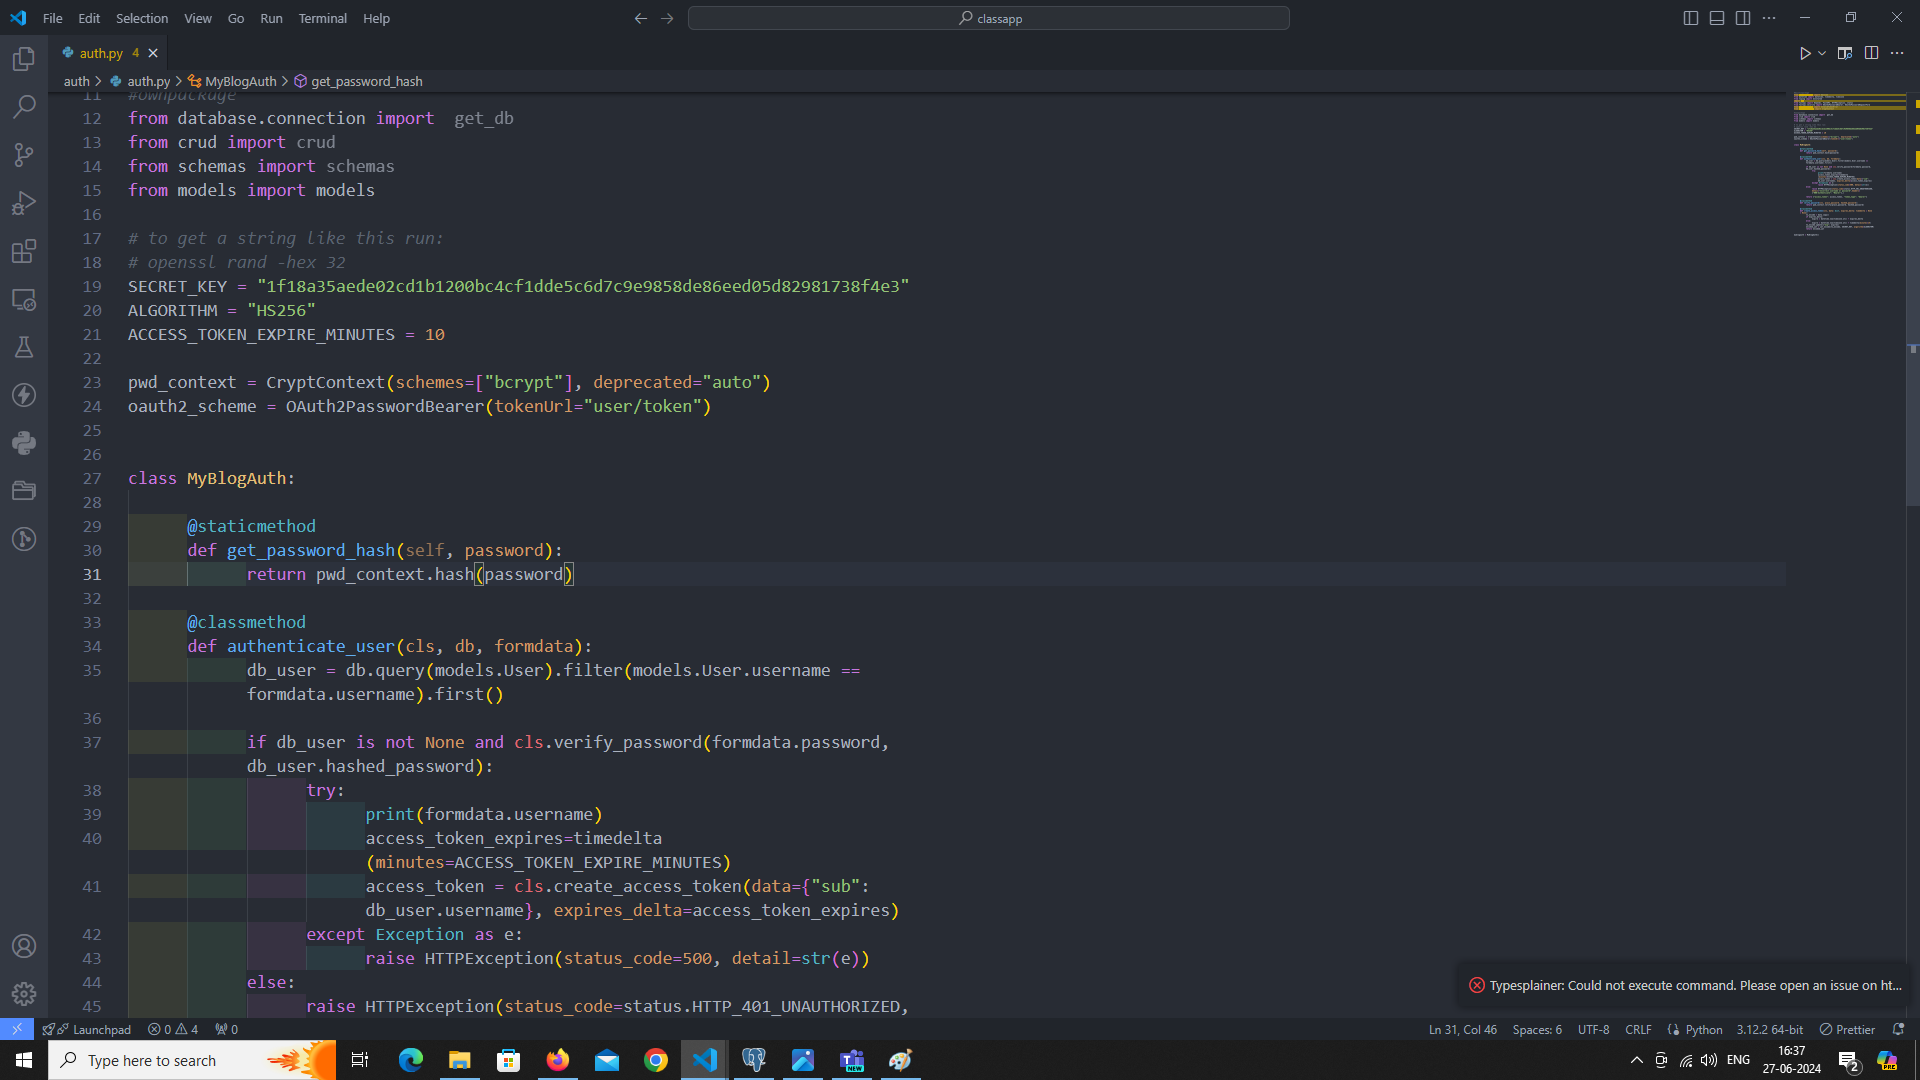 File Edit Selection View Go Run Terminal Help
classapp
auth.py 4
auth > auth.py > MyBlogAuth > get_password_hash
11 #ownpackage
12 from database.connection import  get_db
13 from crud import crud
14 from schemas import schemas
15 from models import models
16
17 # to get a string like this run:
18 # openssl rand -hex 32
19 SECRET_KEY = "1f18a35aede02cd1b1200bc4cf1dde5c6d7c9e9858de86eed05d82981738f4e3"
20 ALGORITHM = "HS256"
21 ACCESS_TOKEN_EXPIRE_MINUTES = 10
22
23 pwd_context = CryptContext(schemes=["bcrypt"], deprecated="auto")
24 oauth2_scheme = OAuth2PasswordBearer(tokenUrl="user/token")
25
26
27 class MyBlogAuth:
28
29 @staticmethod
30 def get_password_hash(self, password):
31 return pwd_context.hash(password)
32
33 @classmethod
34 def authenticate_user(cls, db, formdata):
35 db_user = db.query(models.User).filter(models.User.username ==
formdata.username).first()
36
37 if db_user is not None and cls.verify_password(formdata.password,
db_user.hashed_password):
38 try:
39 print(formdata.username)
40 access_token_expires=timedelta
(minutes=ACCESS_TOKEN_EXPIRE_MINUTES)
41 access_token = cls.create_access_token(data={"sub":
db_user.username}, expires_delta=access_token_expires)
42 except Exception as e:
43 raise HTTPException(status_code=500, detail=str(e))
44 else:
45 raise HTTPException(status_code=status.HTTP_401_UNAUTHORIZED,
Typesplainer: Could not execute command. Please open an issue on ht...
Launchpad 0 4 0 Ln 31, Col 46 Spaces: 6 UTF-8 CRLF Python 3.12.2 64-bit Prettier
Type here to search
NEW
ENG
16:37
27-06-2024
2
PRE